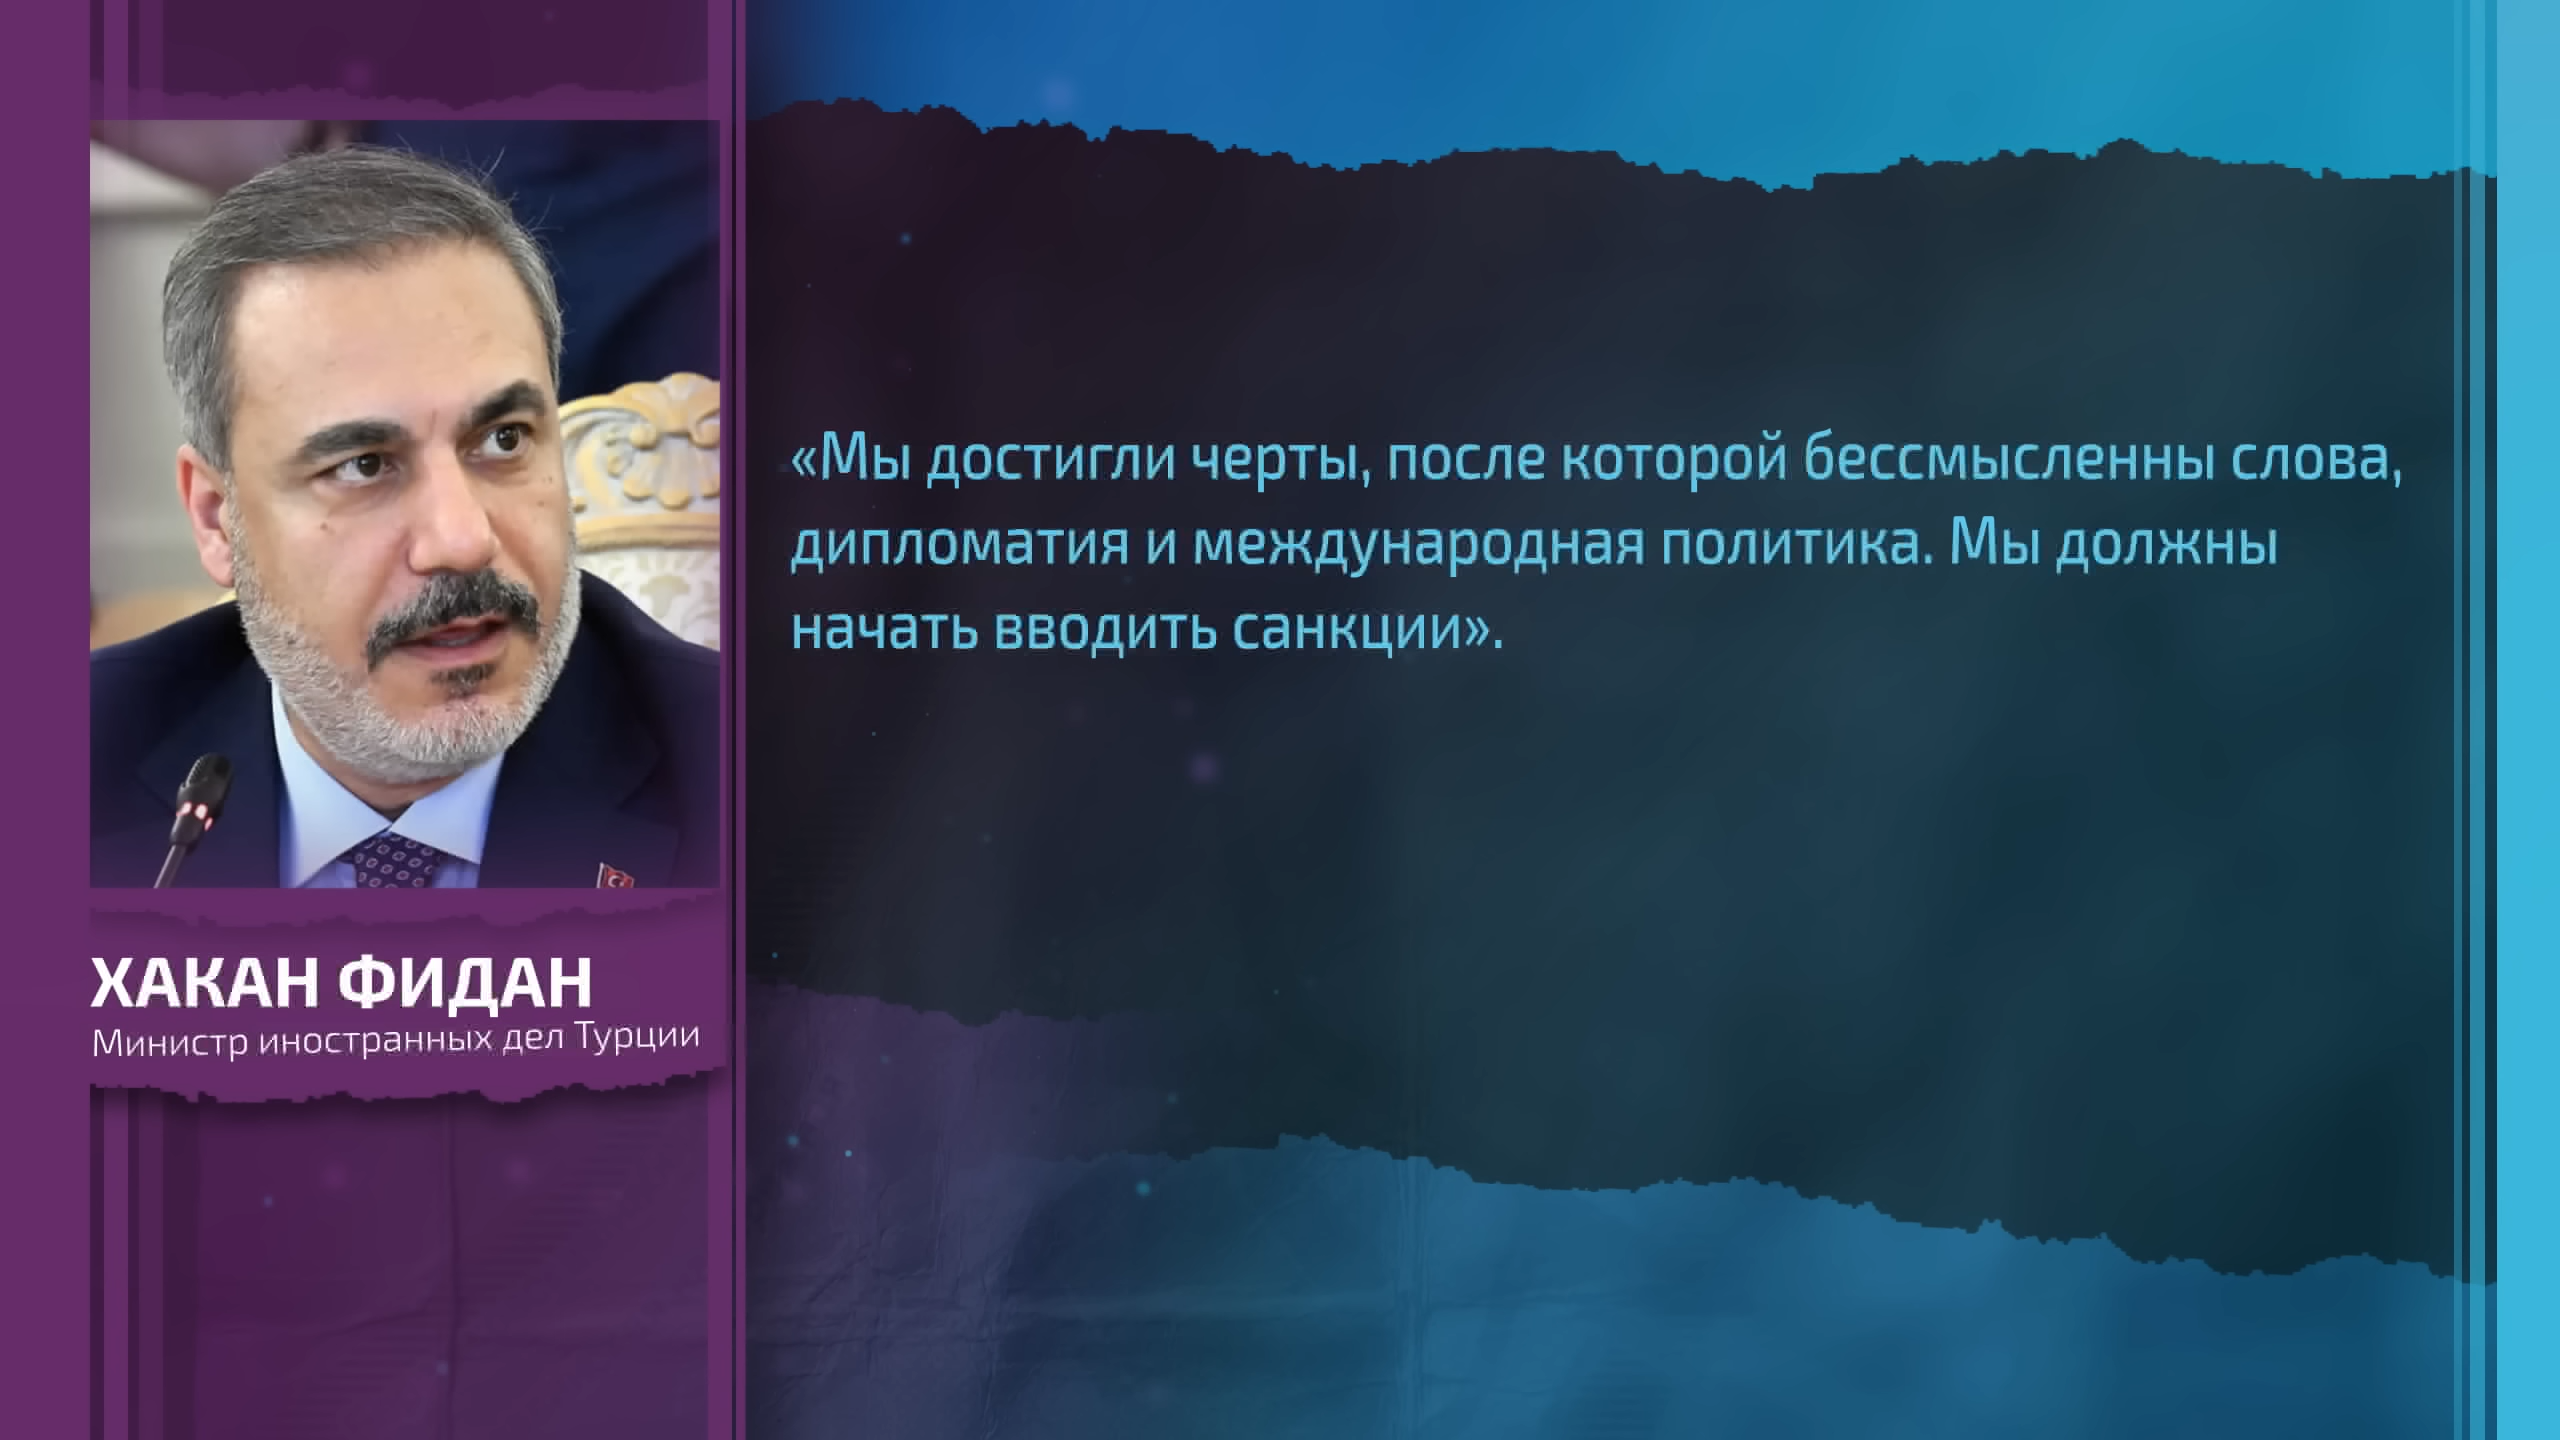 «Мы достигли черты, после которой бессмысленны слова,
дипломатия и международная политика. Мы должны
начать вводить санкции».
ХАКАН ФИДАН
Министр иностранных дел Турции